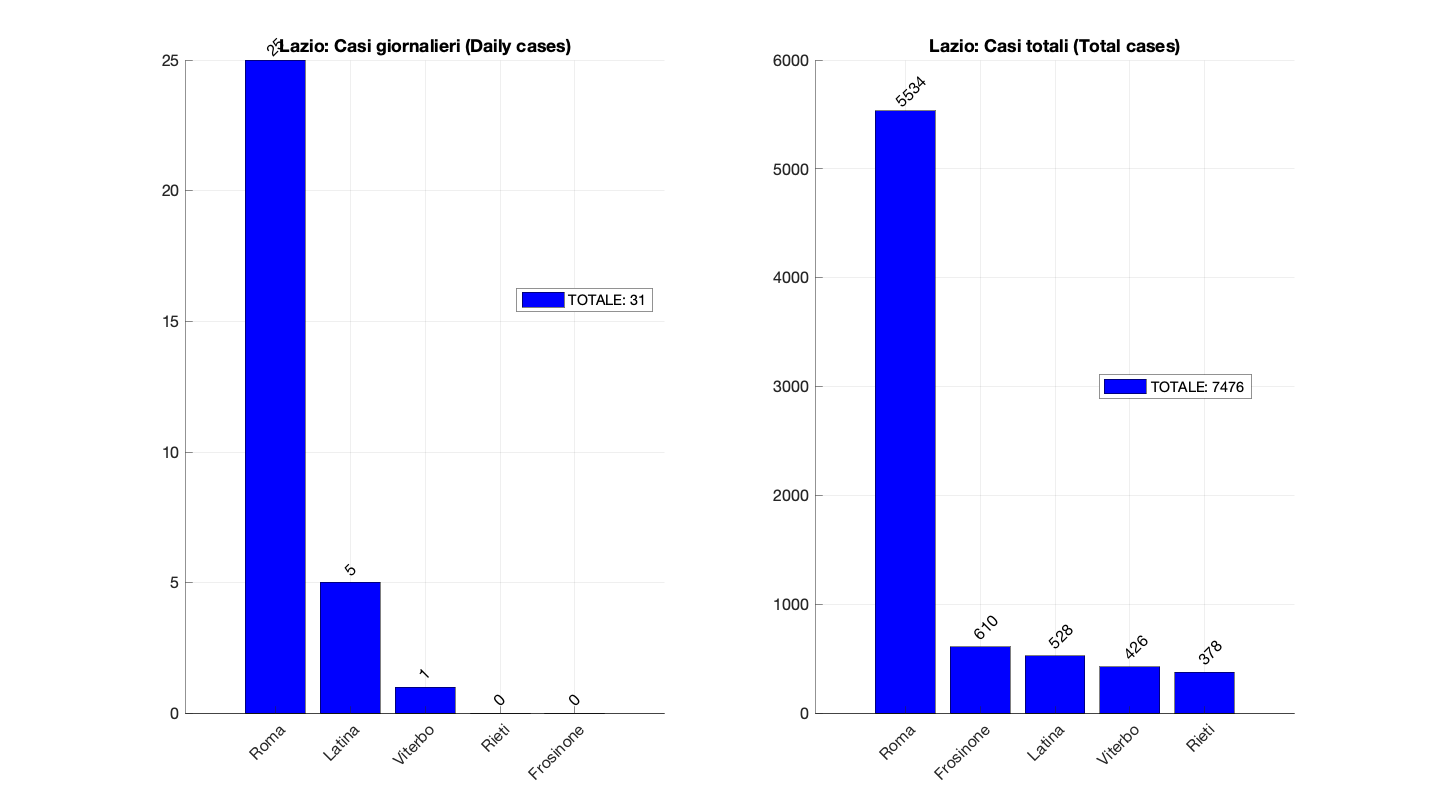 Lazio: Casi giornalieri (Daily cases)
25
25
20
15
10
5
0
5
1
0
0
TOTALE: 31
Roma
Latina
Viterbo
Rieti
Frosinone
Lazio: Casi totali (Total cases)
6000
5000
4000
3000
2000
1000
0
5534
610
528
426
378
TOTALE: 7476
Roma
Frosinone
Latina
Viterbo
Rieti